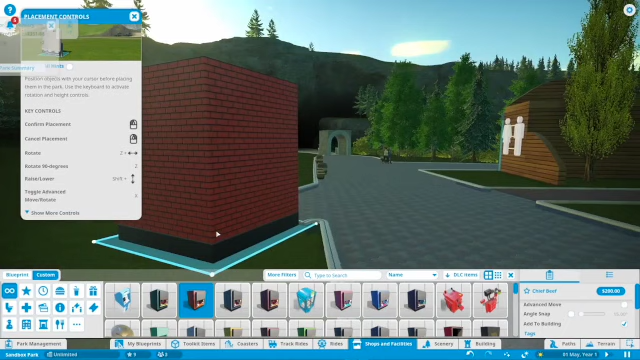 PLACEMENT CONTROLS
Position objects with your cursor before placing
them in the park. Use the keyboard to activate
rotation and height controls.
KEY CONTROLS
Confirm Placement
Cancel Placement
Rotate Z +
Rotate 90-degrees Z
Raise/Lower Shift +
Toggle Advanced
Move/Rotate
Show More Controls
Blueprint Custom
More Filters
Type to Search
Name
DLC Items
Chief Beef $200.00
Advanced Move
Angle Snap
Add To Building
Tags
Park Management
My Blueprints
Toolkit Items
Coasters
Track Rides
Rides
Shops and Facilities
Scenery
Building
Paths
Terrain
Sandbox Park
Unlimited
01 May, Year 1